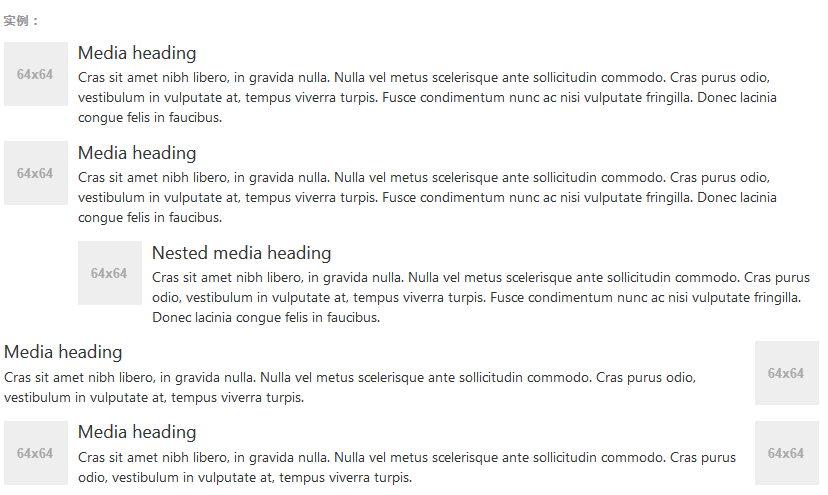 实例：
64x64
Media heading
Cras sit amet nibh libero, in gravida nulla. Nulla vel metus scelerisque ante sollicitudin commodo. Cras purus odio,
vestibulum in vulputate at, tempus viverra turpis. Fusce condimentum nunc ac nisi vulputate fringilla. Donec lacinia
congue felis in faucibus.
64x64
Media heading
Cras sit amet nibh libero, in gravida nulla. Nulla vel metus scelerisque ante sollicitudin commodo. Cras purus odio,
vestibulum in vulputate at, tempus viverra turpis. Fusce condimentum nunc ac nisi vulputate fringilla. Donec lacinia
congue felis in faucibus.
64x64
Nested media heading
Cras sit amet nibh libero, in gravida nulla. Nulla vel metus scelerisque ante sollicitudin commodo. Cras purus
odio, vestibulum in vulputate at, tempus viverra turpis. Fusce condimentum nunc ac nisi vulputate fringilla.
Donec lacinia congue felis in faucibus.
Media heading
Cras sit amet nibh libero, in gravida nulla. Nulla vel metus scelerisque ante sollicitudin commodo. Cras purus odio,
vestibulum in vulputate at, tempus viverra turpis.
64x64
64x64
Media heading
Cras sit amet nibh libero, in gravida nulla. Nulla vel metus scelerisque ante sollicitudin commodo. Cras purus
odio, vestibulum in vulputate at, tempus viverra turpis.
64x64